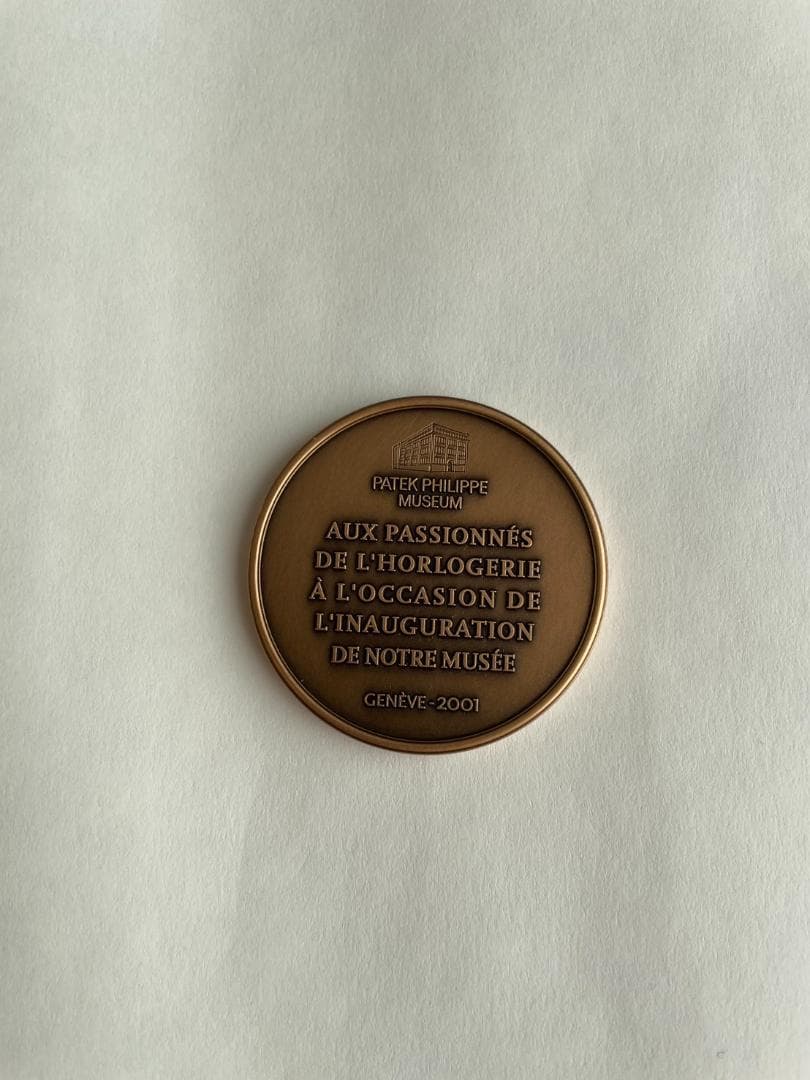 PATEK PHILIPPE
MUSEUM
AUX PASSIONNÉS
DE L'HORLOGERIE
À L'OCCASION DE
L'INAUGURATION
DE NOTRE MUSÉE
GENÈVE - 2001